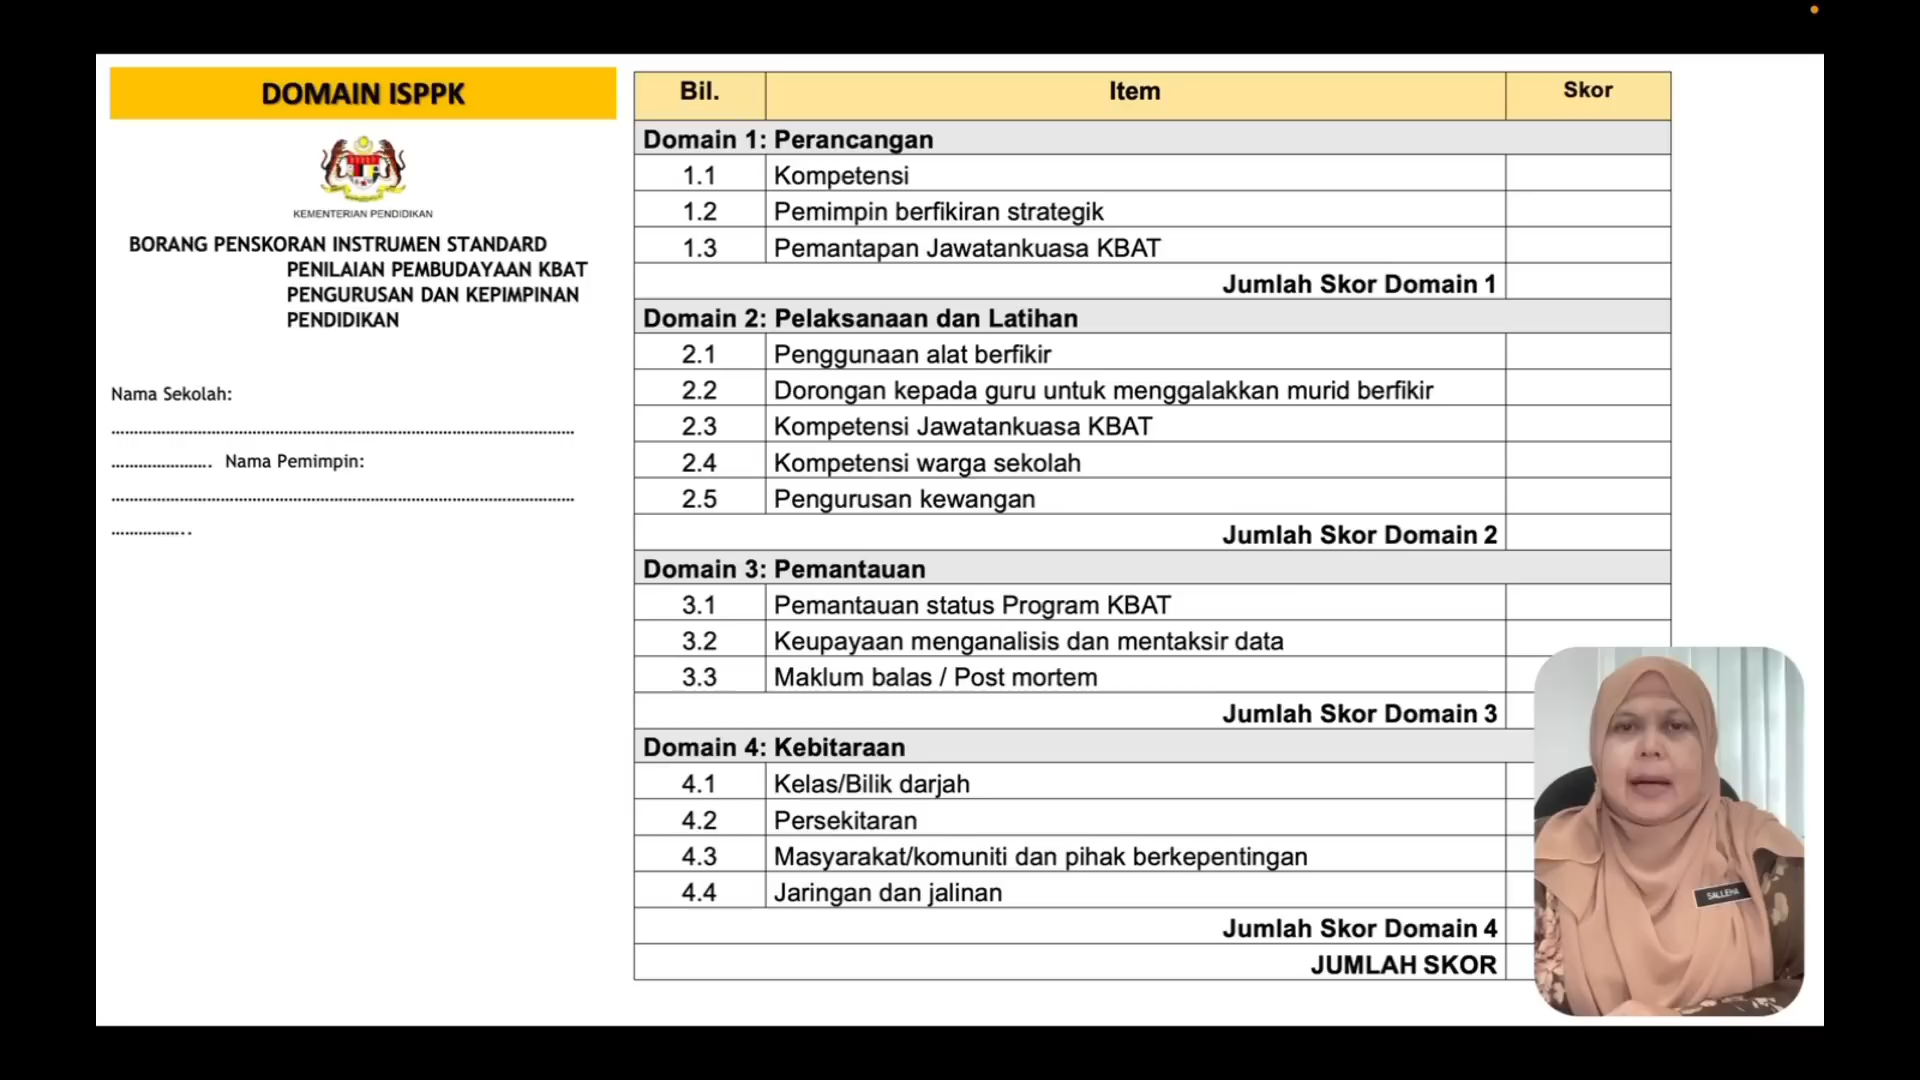 DOMAIN ISPPK
KEMENTERIAN PENDIDIKAN
BORANG PENSKORAN INSTRUMEN STANDARD
PENILAIAN PEMBUDAYAAN KBAT
PENGURUSAN DAN KEPIMPINAN
PENDIDIKAN
Nama Sekolah:
Nama Pemimpin:
Bil. Item Skor
Domain 1: Perancangan
1.1 Kompetensi
1.2 Pemimpin berfikiran strategik
1.3 Pemantapan Jawatankuasa KBAT
Jumlah Skor Domain 1
Domain 2: Pelaksanaan dan Latihan
2.1 Penggunaan alat berfikir
2.2 Dorongan kepada guru untuk menggalakkan murid berfikir
2.3 Kompetensi Jawatankuasa KBAT
2.4 Kompetensi warga sekolah
2.5 Pengurusan kewangan
Jumlah Skor Domain 2
Domain 3: Pemantauan
3.1 Pemantauan status Program KBAT
3.2 Keupayaan menganalisis dan mentaksir data
3.3 Maklum balas / Post mortem
Jumlah Skor Domain 3
Domain 4: Kebitaraan
4.1 Kelas/Bilik darjah
4.2 Persekitaran
4.3 Masyarakat/komuniti dan pihak berkepentingan
4.4 Jaringan dan jalinan
Jumlah Skor Domain 4
JUMLAH SKOR
SALLEHA